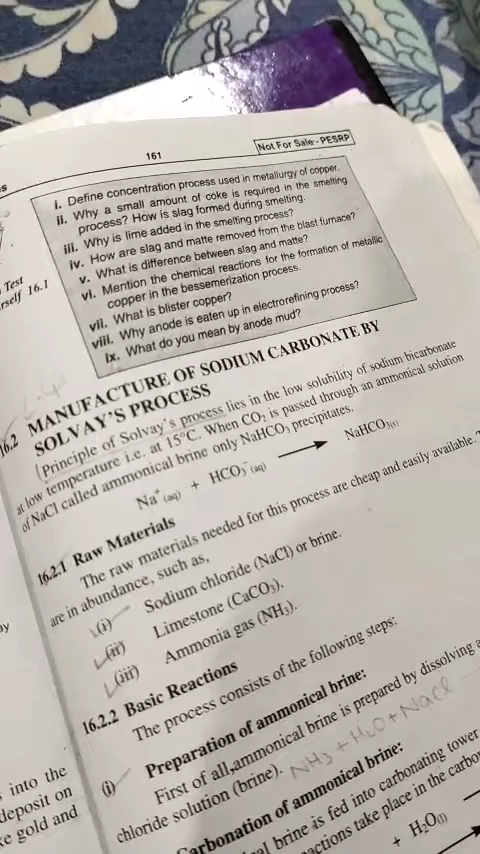 161
Not For Sale - PESRP
s
i. Define concentration process used in metallurgy of copper.
ii. Why a small amount of coke is required in the smelting
process? How is slag formed during smelting.
iii. Why is lime added in the smelting process?
iv. How are slag and matte removed from the blast furnace?
v. What is difference between slag and matte?
vi. Mention the chemical reactions for the formation of metallic
copper in the bessemerization process.
vii. What is blister copper?
viii. Why anode is eaten up in electrorefining process?
ix. What do you mean by anode mud?
Test
rself 16.1
16.2 MANUFACTURE OF SODIUM CARBONATE BY
SOLVAY'S PROCESS
Principle of Solvay's process lies in the low solubility of sodium bicarbonate
at low temperature i.e. at 15°C. When CO₂ is passed through an ammonical solution
of NaCl called ammonical brine only NaHCO₃ precipitates.
Na⁺(aq) + HCO₃⁻(aq) ⟶ NaHCO₃(s)
16.2.1 Raw Materials
The raw materials needed for this process are cheap and easily available.
are in abundance, such as,
(i) Sodium chloride (NaCl) or brine.
(ii) Limestone (CaCO₃).
(iii) Ammonia gas (NH₃).
16.2.2 Basic Reactions
The process consists of the following steps:
(i) Preparation of ammonical brine:
First of all,ammonical brine is prepared by dissolving a
chloride solution (brine). NH₃ + H₂O + NaCl
arbonation of ammonical brine:
al brine is fed into carbonating tower
actions take place in the carbo
+ H₂O(l)
ay
into the
deposit on
ke gold and